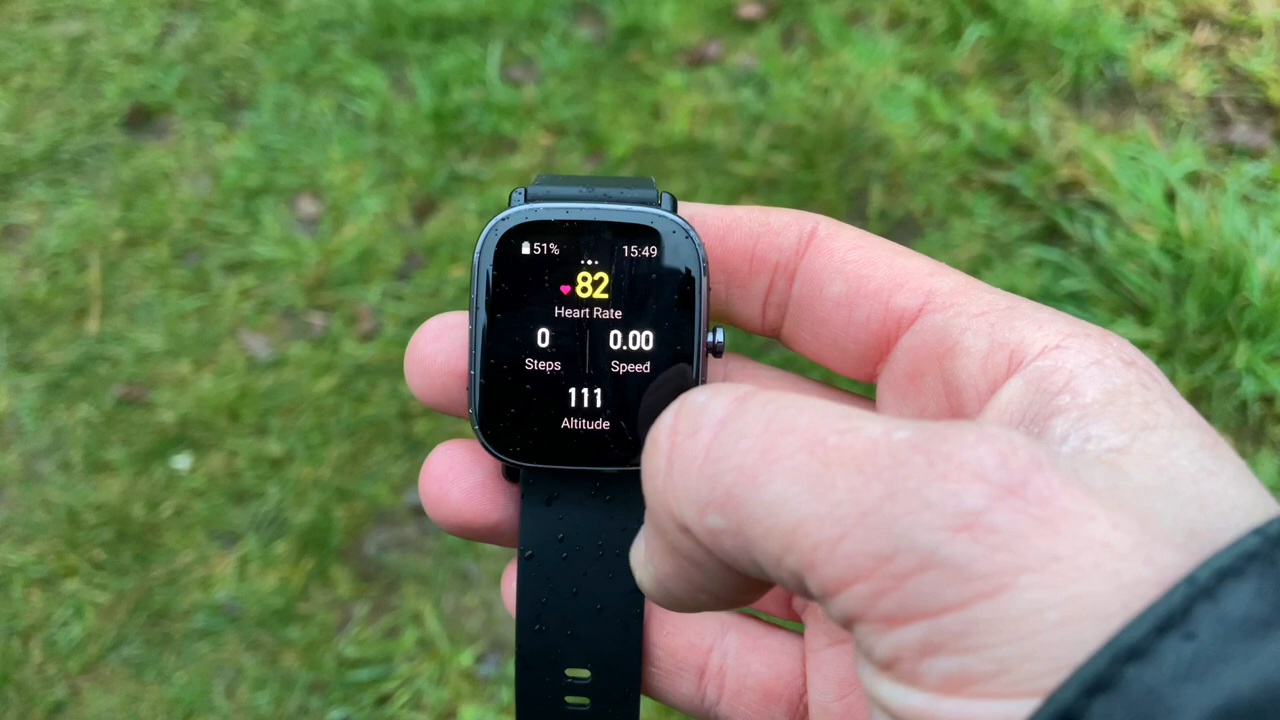 51% 15:49
82
Heart Rate
0 0.00
Steps Speed
111
Altitude